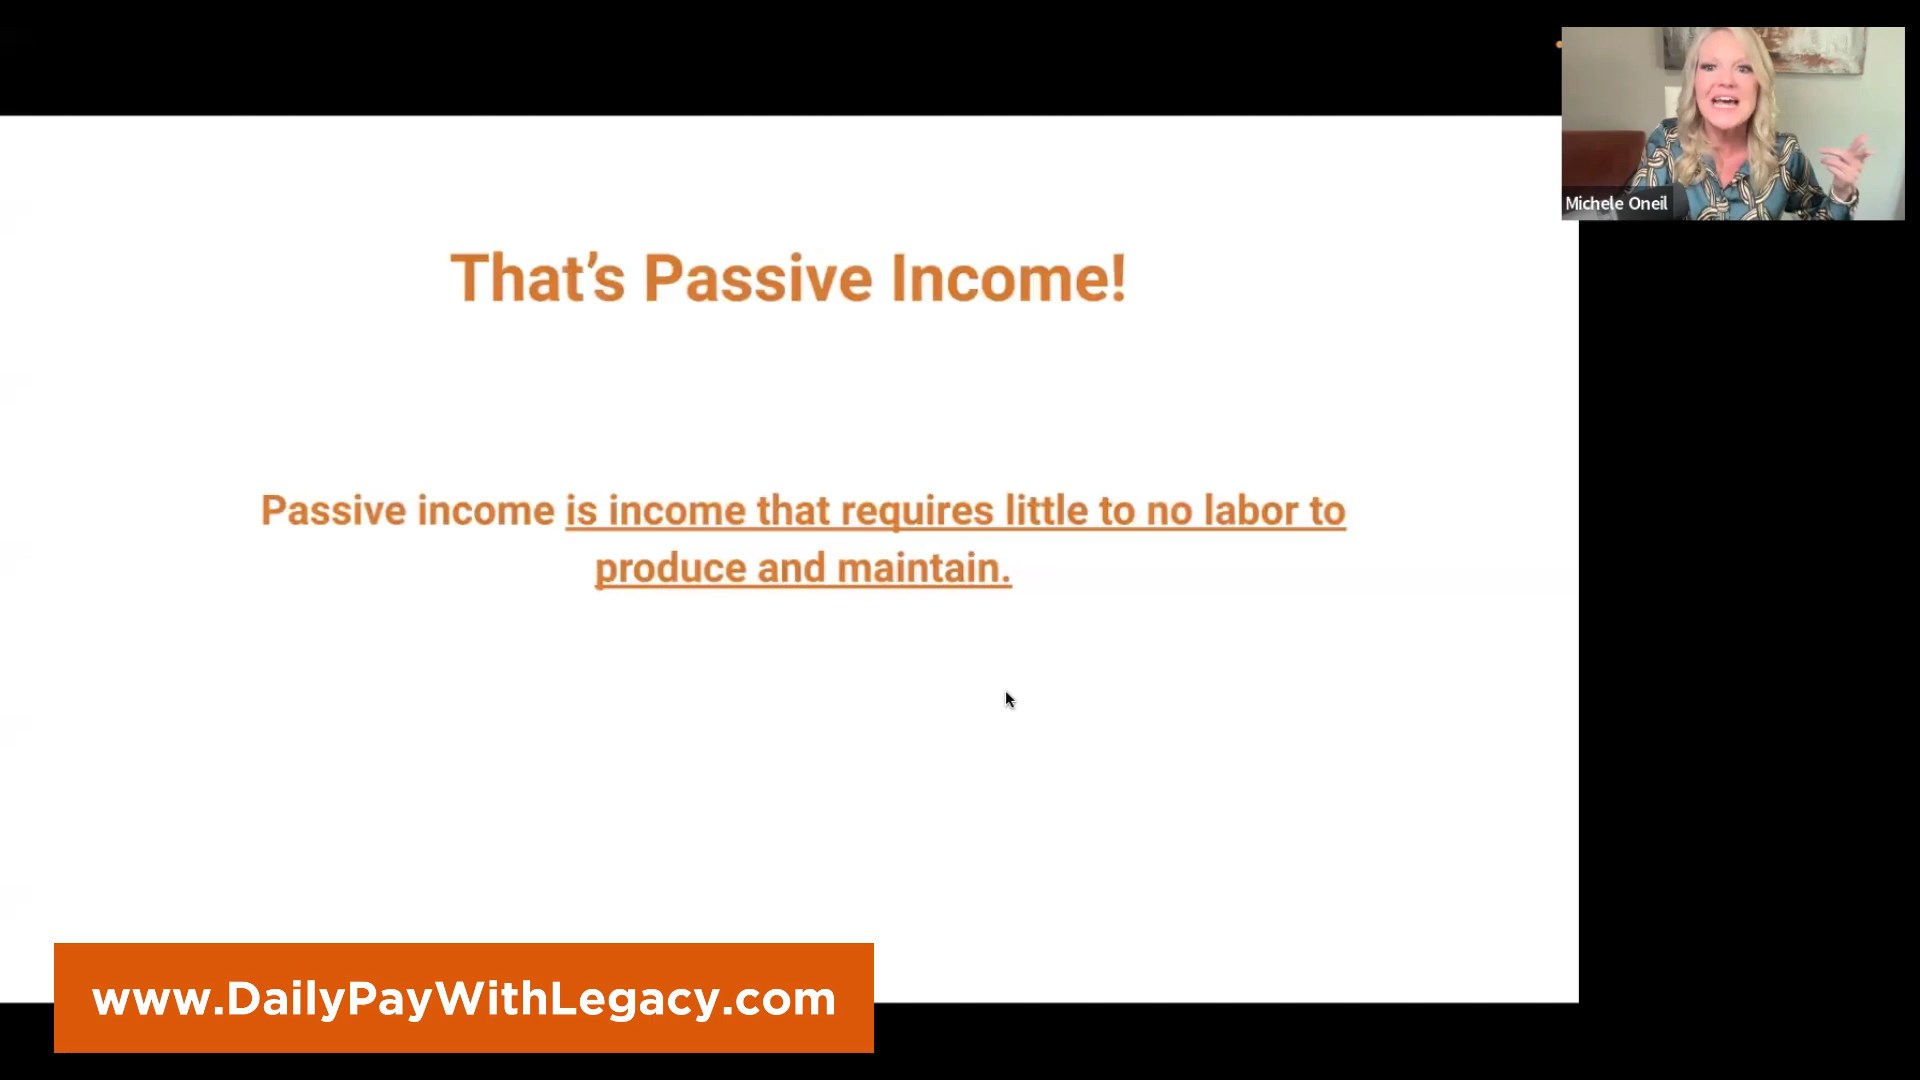 Michele Oneil
That's Passive Income!
Passive income is income that requires little to no labor to
produce and maintain.
www.DailyPayWithLegacy.com